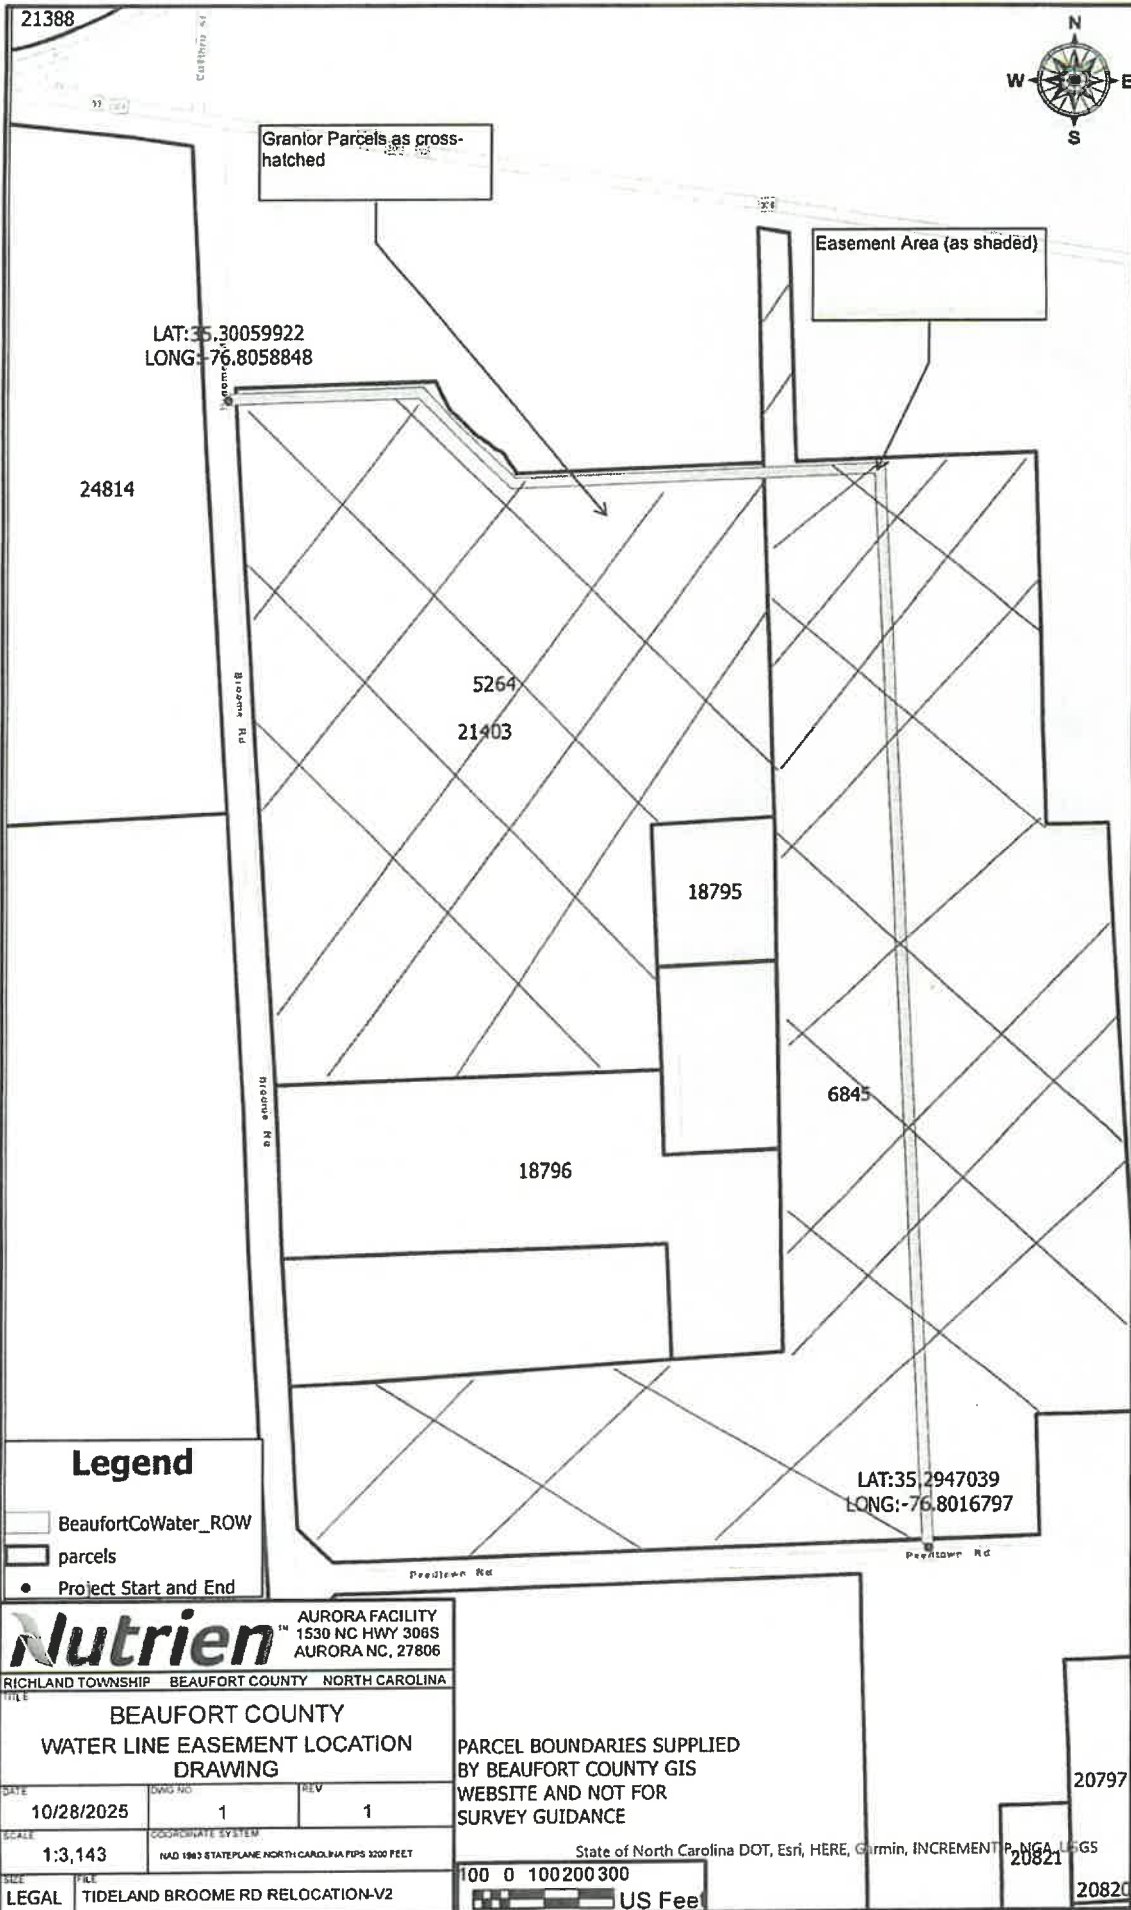 21388
N
W
E
S
Grantor Parcels as cross-
hatched
Easement Area (as shaded)
LAT:35.30059922
LONG:-76.8058848
24814
Broome Rd
5264
21403
18795
Broome Rd
6845
18796
LAT:35.2947039
LONG:-76.8016797
Peedtown Rd
Peedtown Rd
Legend
BeaufortCoWater_ROW
parcels
Project Start and End
Nutrien™
AURORA FACILITY
1530 NC HWY 306S
AURORA NC, 27806
RICHLAND TOWNSHIP BEAUFORT COUNTY NORTH CAROLINA
TITLE
BEAUFORT COUNTY
WATER LINE EASEMENT LOCATION
DRAWING
DATE
10/28/2025
DWG NO
1
REV
1
SCALE
1:3,143
COORDINATE SYSTEM
NAD 1983 STATEPLANE NORTH CAROLINA FIPS 3200 FEET
SIZE
LEGAL
FILE
TIDELAND BROOME RD RELOCATION-V2
PARCEL BOUNDARIES SUPPLIED
BY BEAUFORT COUNTY GIS
WEBSITE AND NOT FOR
SURVEY GUIDANCE
State of North Carolina DOT, Esri, HERE, Garmin, INCREMENT P, NGA, USGS
100 0 100200300
US Feet
20797
20821
20820